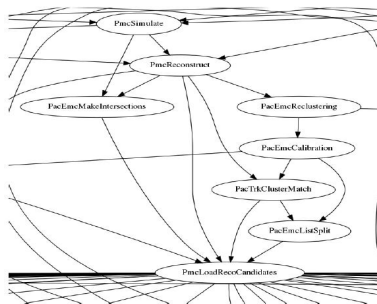 PmcSimulate
PmcReconstruct
PacEmcMakeIntersections
PacEmcReclustering
PacEmcCalibration
PacTrkClusterMatch
PacEmcListSplit
PmcLoadRecoCandidates